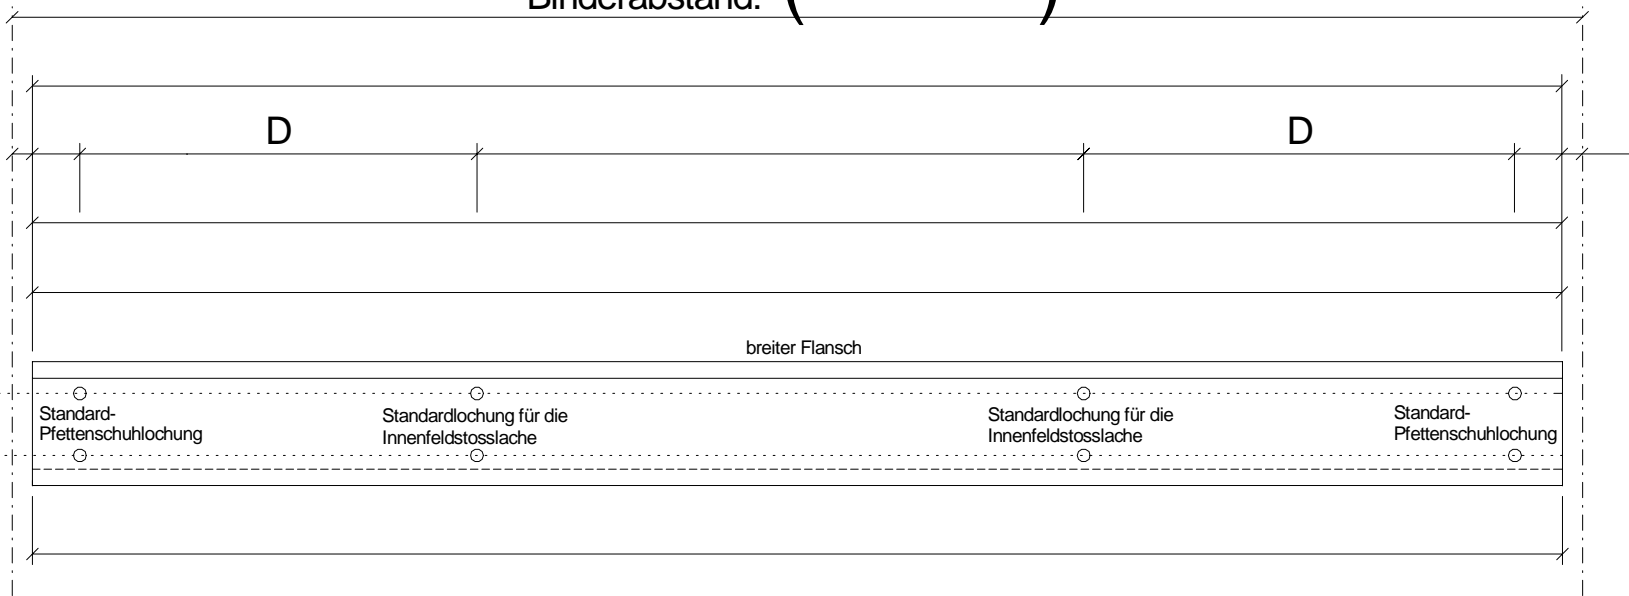 Binderabstand: ( )
D D
breiter Flansch
Standard-
Pfettenschuhlochung
Standardlochung für die
Innenfeldstosslache
Standardlochung für die
Innenfeldstosslache
Standard-
Pfettenschuhlochung